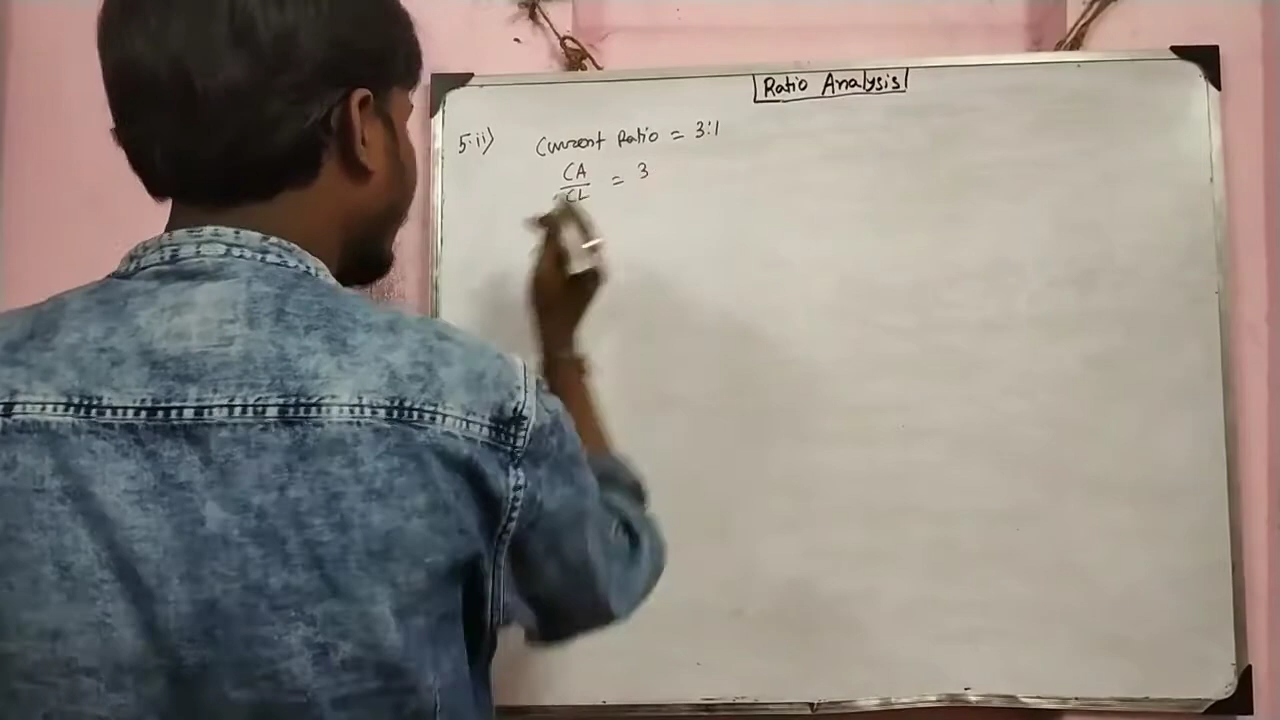 Ratio Analysis
5.ii) Current Ratio = 3:1
CA
CL = 3